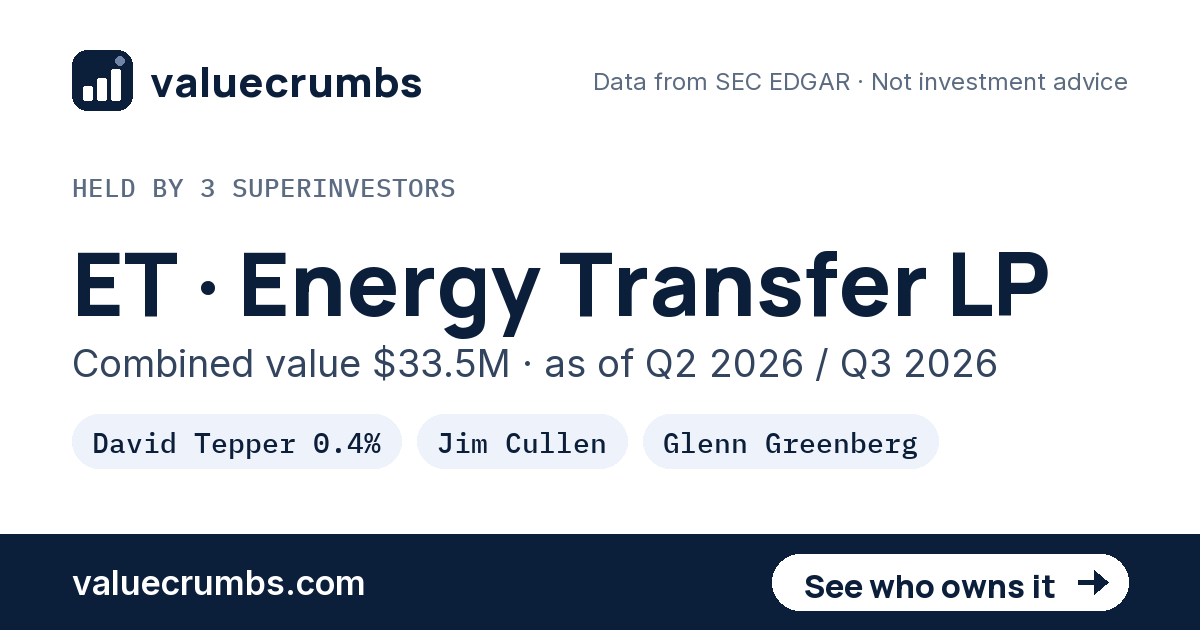 valuecrumbs
Data from SEC EDGAR · Not investment advice
HELD BY 3 SUPERINVESTORS
ET · Energy Transfer LP
Combined value $33.5M · as of Q2 2026 / Q3 2026
David Tepper 0.4% Jim Cullen Glenn Greenberg
valuecrumbs.com
See who owns it →